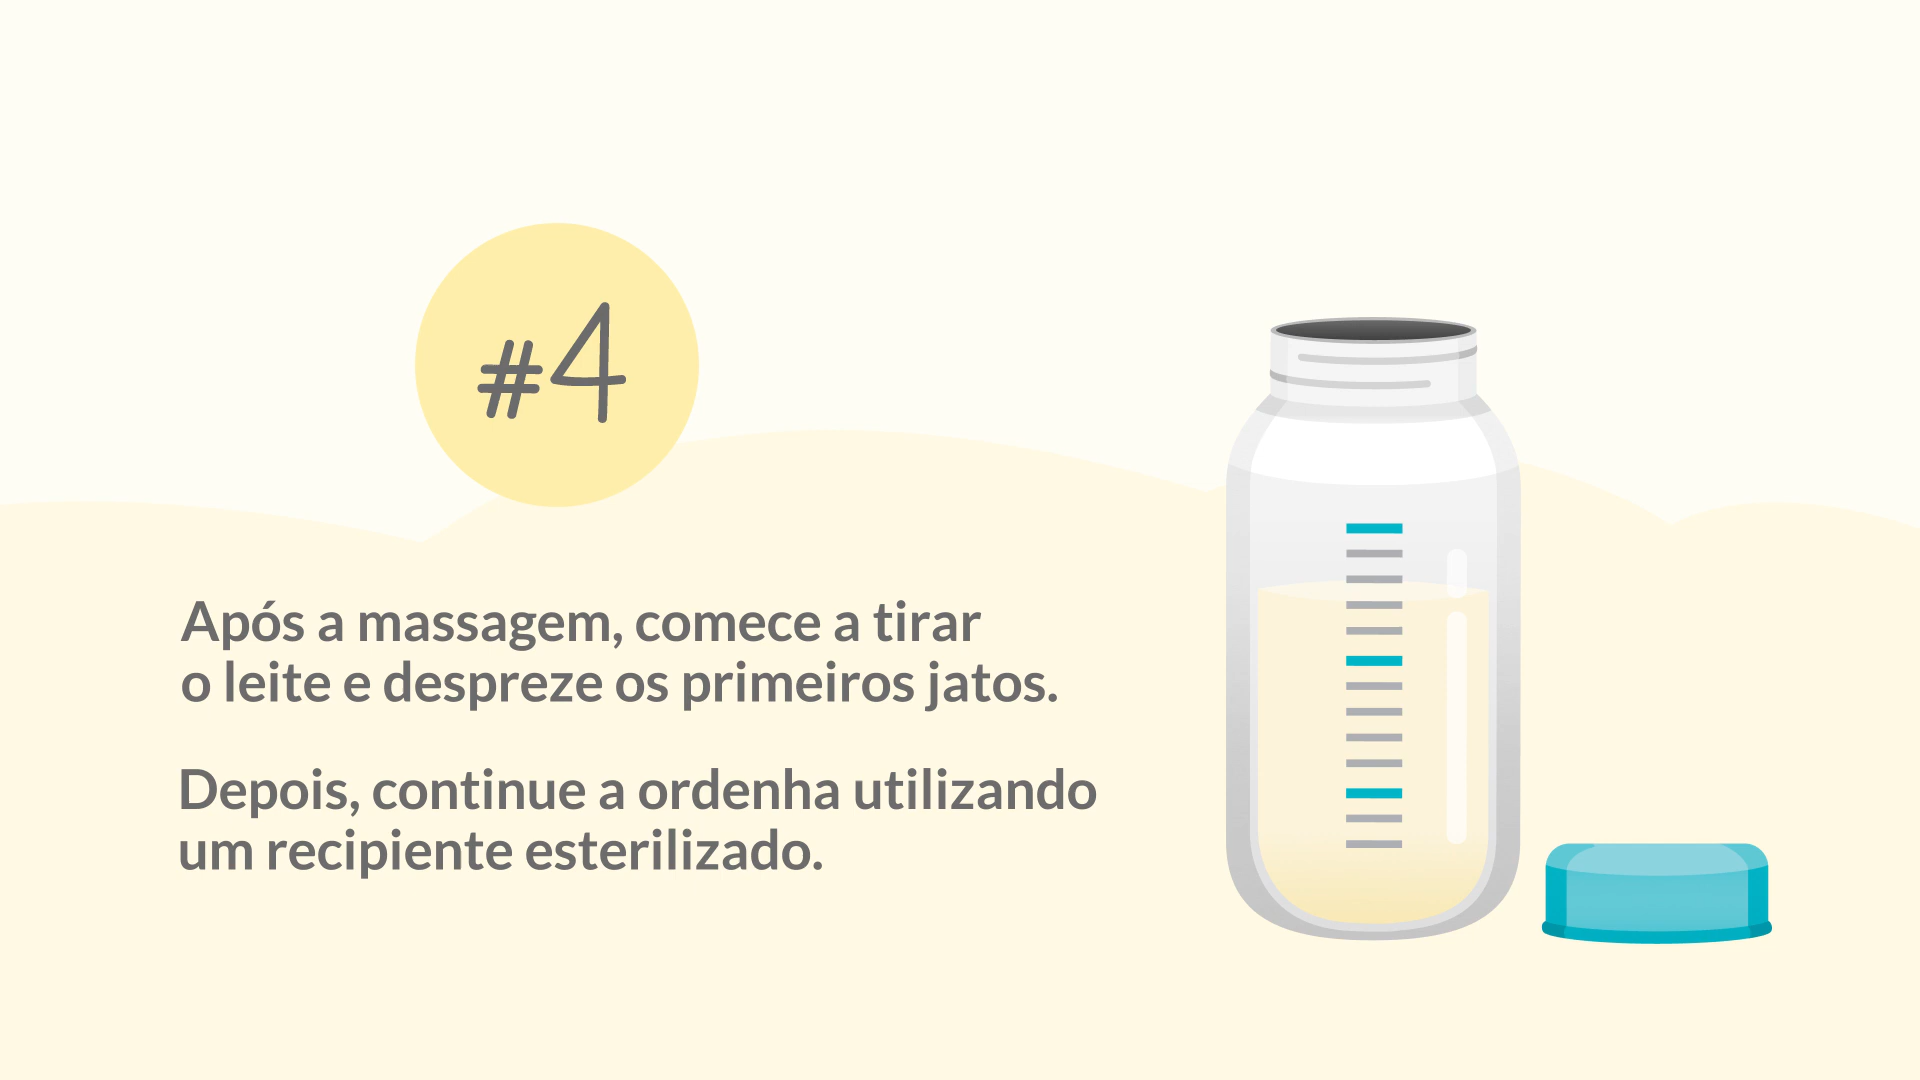 #4
Após a massagem, comece a tirar
o leite e despreze os primeiros jatos.
Depois, continue a ordenha utilizando
um recipiente esterilizado.